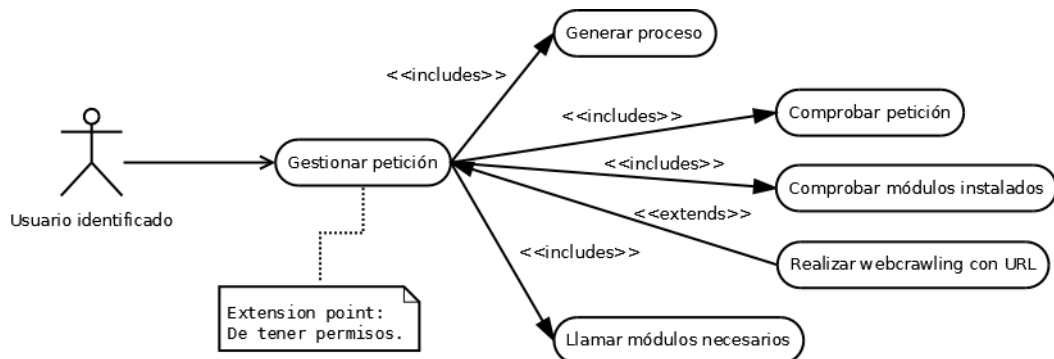 Generar proceso
<<includes>>
<<includes>>
Comprobar petición
Gestionar petición
<<includes>>
Comprobar módulos instalados
Usuario identificado
<<extends>>
<<includes>>
Realizar webcrawling con URL
Extension point:
De tener permisos.
Llamar módulos necesarios